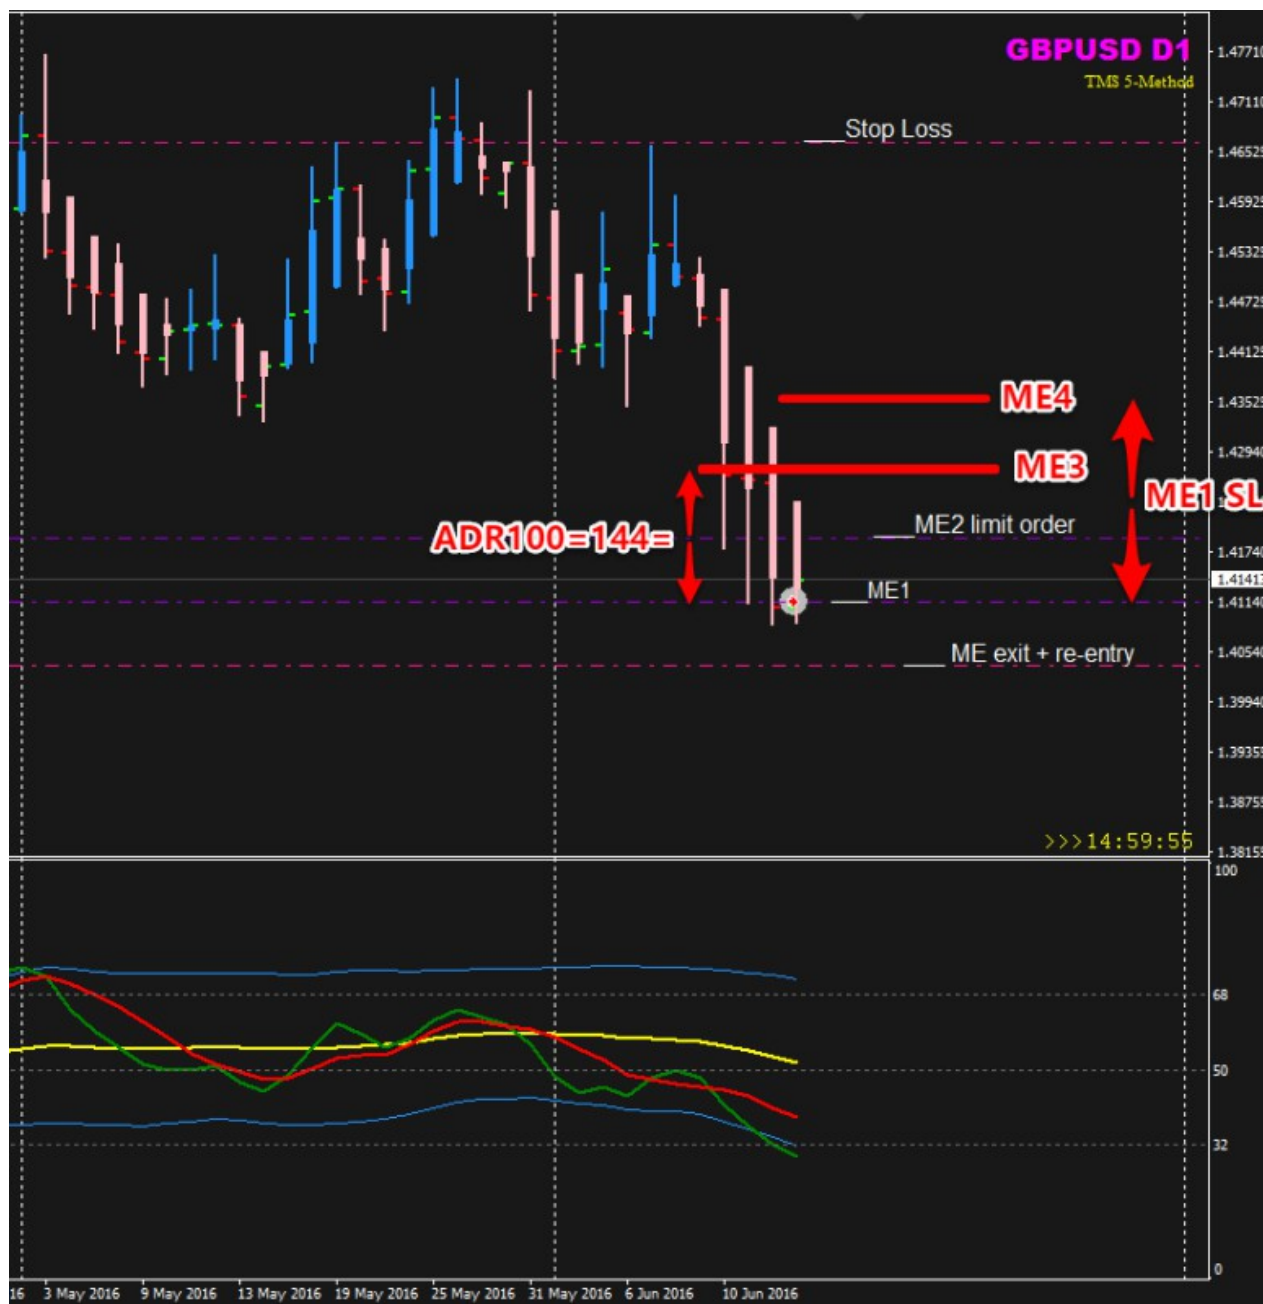 GBPUSD D1
TMS 5-Method
Stop Loss
ME4
ME3
ME1 SL
ADR100=144=
ME2 limit order
ME1
ME exit + re-entry
>>>14:59:55
1.47710
1.47110
1.46525
1.45925
1.45325
1.44725
1.44125
1.43525
1.42940
1.41740
1.41413
1.41140
1.40540
1.39940
1.39355
1.38755
1.38155
100
68
50
32
0
16 3 May 2016 9 May 2016 13 May 2016 19 May 2016 25 May 2016 31 May 2016 6 Jun 2016 10 Jun 2016